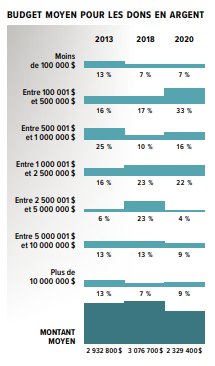 BUDGET MOYEN POUR LES DONS EN ARGENT
2013 2018 2020
Moins
de 100 000 $
13 % 7 % 7 %
Entre 100 001 $
et 500 000 $
16 % 17 % 33 %
Entre 500 001 $
et 1 000 000 $
25 % 10 % 16 %
Entre 1 000 001 $
et 2 500 000 $
16 % 23 % 22 %
Entre 2 500 001 $
et 5 000 000 $
6 % 23 % 4 %
Entre 5 000 001 $
et 10 000 000 $
13 % 13 % 9 %
Plus de
10 000 000 $
13 % 7 % 9 %
MONTANT
MOYEN
2 932 800 $ 3 076 700 $ 2 329 400 $